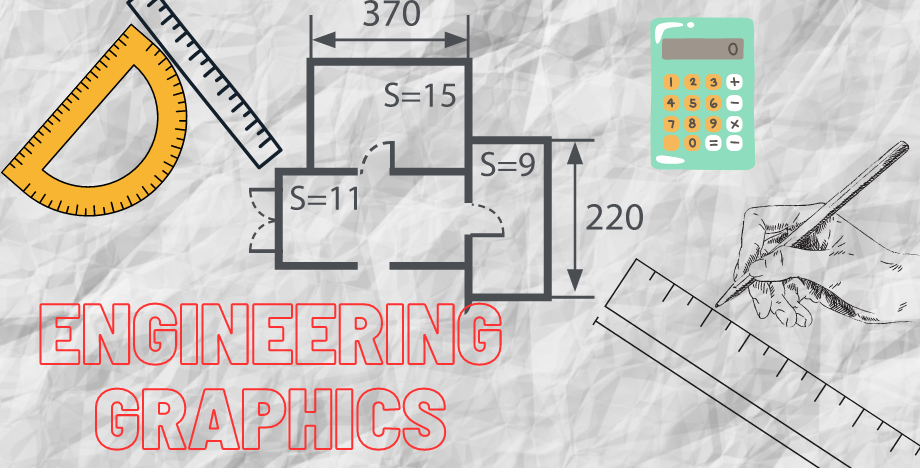 370
S=15
S=9
S=11
220
0
1 2 3 +
4 5 6 -
7 8 9 x
0 = -
ENGINEERING
GRAPHICS